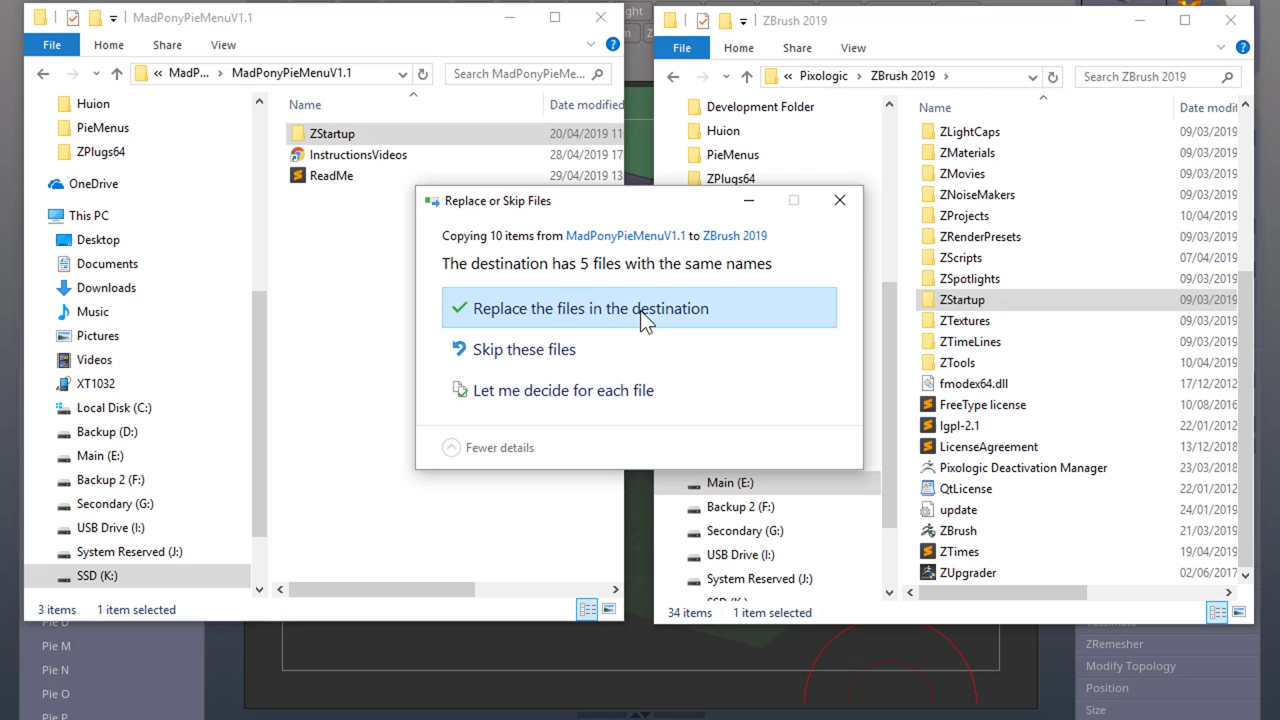 MadPonyPieMenuV1.1
File
Home
Share
View
MadP...
MadPonyPieMenuV1.1
Search MadPonyPieMe...
Huion
PieMenus
ZPlugs64
OneDrive
This PC
Desktop
Documents
Downloads
Music
Pictures
Videos
XT1032
Local Disk (C:)
Backup (D:)
Main (E:)
Backup 2 (F:)
Secondary (G:)
USB Drive (I:)
System Reserved (J:)
SSD (K:)
Name
Date modified
ZStartup
20/04/2019 11:
InstructionsVideos
28/04/2019 17:
ReadMe
29/04/2019 13:
3 items
1 item selected
Replace or Skip Files
Copying 10 items from MadPonyPieMenuV1.1 to ZBrush 2019
The destination has 5 files with the same names
Replace the files in the destination
Skip these files
Let me decide for each file
Fewer details
ZBrush 2019
File
Home
Share
View
Pixologic
ZBrush 2019
Search ZBrush 2019
Development Folder
Huion
PieMenus
ZPlugs64
Main (E:)
Backup 2 (F:)
Secondary (G:)
USB Drive (I:)
System Reserved (J:)
SSD (K:)
Name
Date modif
ZLightCaps
09/03/2019
ZMaterials
09/03/2019
ZMovies
09/03/2019
ZNoiseMakers
09/03/2019
ZProjects
10/04/2019
ZRenderPresets
09/03/2019
ZScripts
07/04/2019
ZSpotlights
09/03/2019
ZStartup
09/03/2019
ZTextures
09/03/2019
ZTimeLines
09/03/2019
ZTools
10/04/2019
fmodex64.dll
17/12/2012
FreeType license
10/08/2016
lgpl-2.1
22/01/2012
LicenseAgreement
13/12/2018
Pixologic Deactivation Manager
23/03/2018
QtLicense
22/01/2012
update
24/01/2019
ZBrush
21/03/2019
ZTimes
19/04/2019
ZUpgrader
02/06/2017
34 items
1 item selected
Pie D
Pie M
Pie N
Pie O
Pie P
ZRemesher
Modify Topology
Position
Size